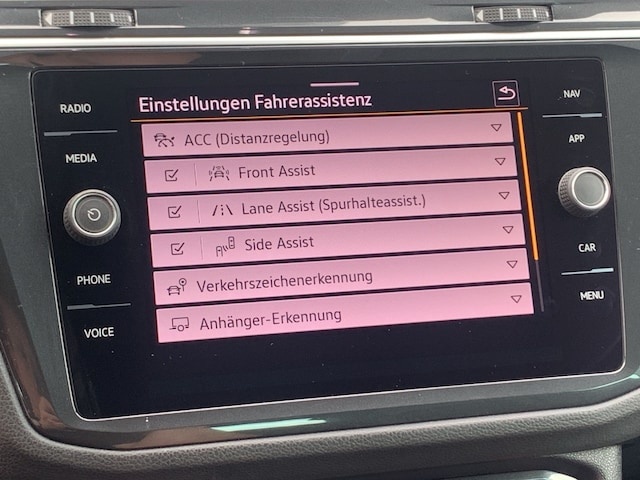 Einstellungen Fahrerassistenz
RADIO
MEDIA
PHONE
VOICE
ACC (Distanzregelung)
Front Assist
Lane Assist (Spurhalteassist.)
Side Assist
Verkehrszeichenerkennung
Anhänger-Erkennung
NAV
APP
CAR
MENU